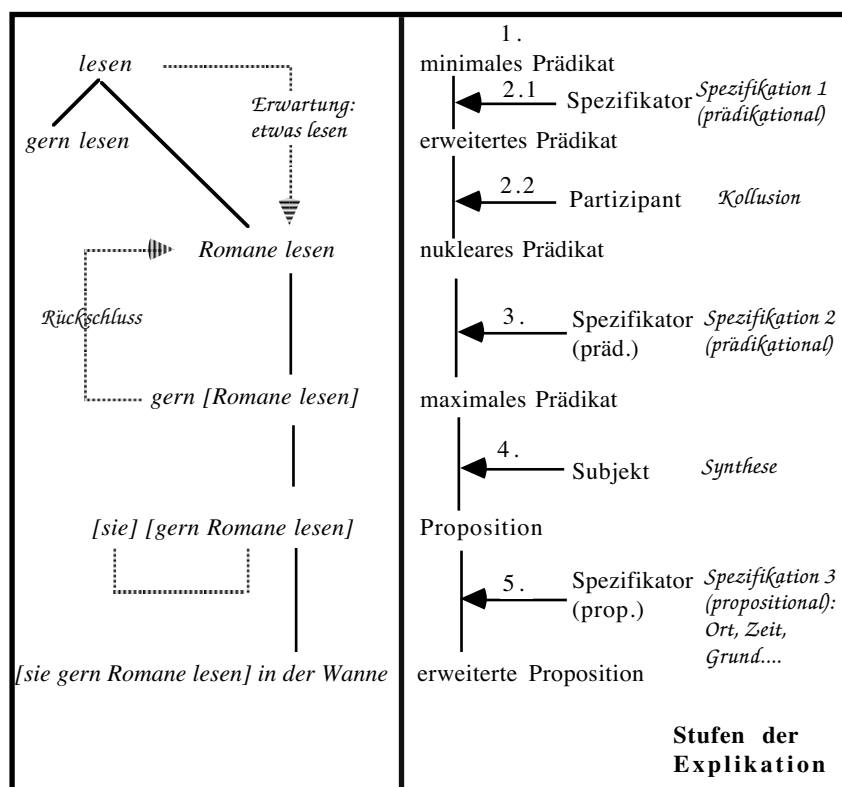 lesen
Erwartung:
etwas lesen
gern lesen
Romane lesen
Rückschluss
gern [Romane lesen]
[sie] [gern Romane lesen]
[sie gern Romane lesen] in der Wanne
1.
minimales Prädikat
2.1
Spezifikator
Spezifikation 1
(prädikational)
erweitertes Prädikat
2.2
Partizipant
Kollusion
nukleares Prädikat
3.
Spezifikator
(präd.)
Spezifikation 2
(prädikational)
maximales Prädikat
4.
Subjekt
Synthese
Proposition
5.
Spezifikator
(prop.)
Spezifikation 3
(propositional):
Ort, Zeit,
Grund....
erweiterte Proposition
Stufen der
Explikation